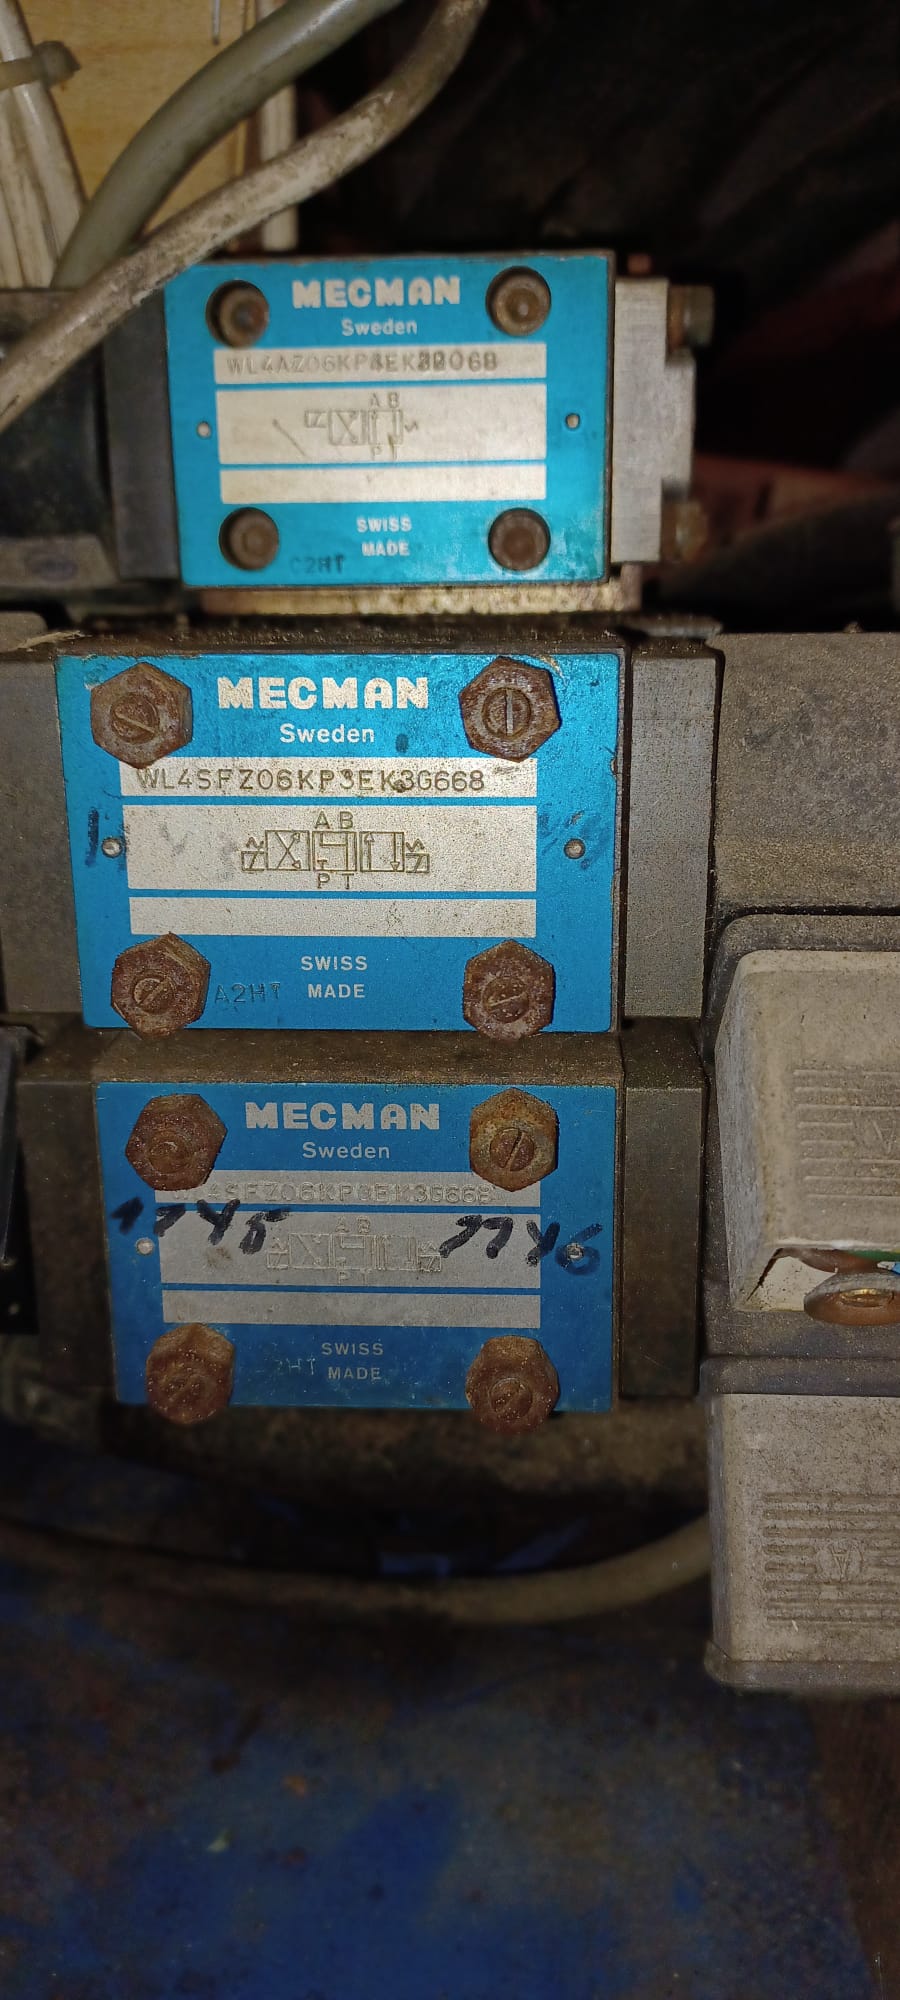 MECMAN
Sweden
A B
P T
SWISS
MADE
C2HT
MECMAN
Sweden
WL4SFZ06KP3EK3G668
A B
P T
SWISS
A2HT MADE
MECMAN
Sweden
A B
P T
SWISS
MADE